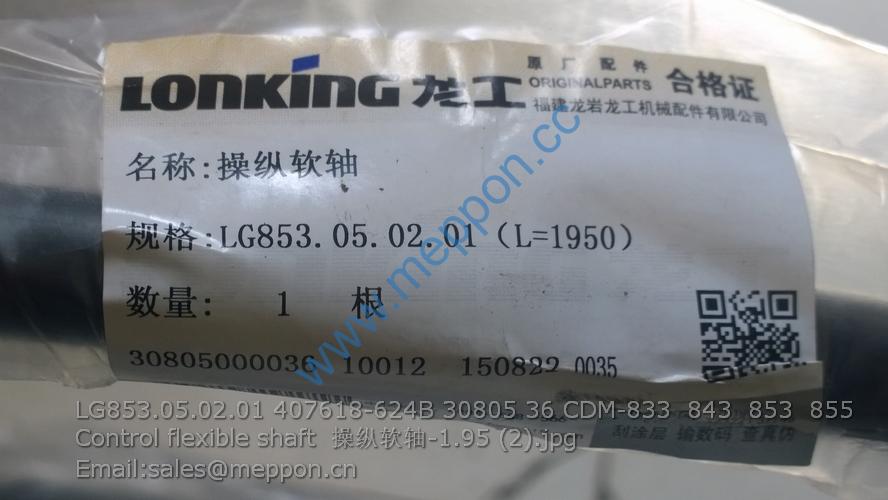 LONKING 龙工
原厂配件
ORIGINALPARTS
合格证
福建龙岩龙工机械配件有限公司
名称:操纵软轴
规格:LG853.05.02.01(L=1950)
数量: 1 根
30805000036 10012 150822 0035
www.meppon.cc
LG853.05.02.01 407618-624B 30805 36 CDM-833 843 853 855
刮涂层 输数码 查真伪
Control flexible shaft 操纵软轴-1.95 (2).jpg
Email:sales@meppon.cn